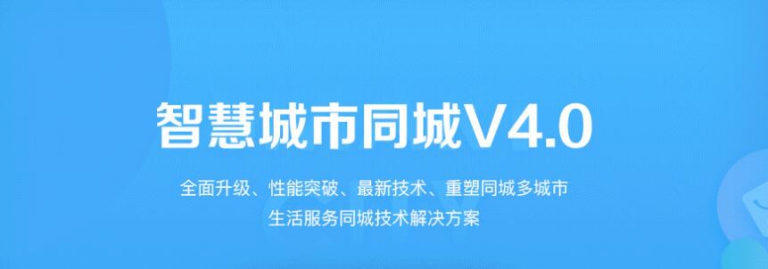 智慧城市同城V4.0
全面升级、性能突破、最新技术、重塑同城多城市
生活服务同城技术解决方案